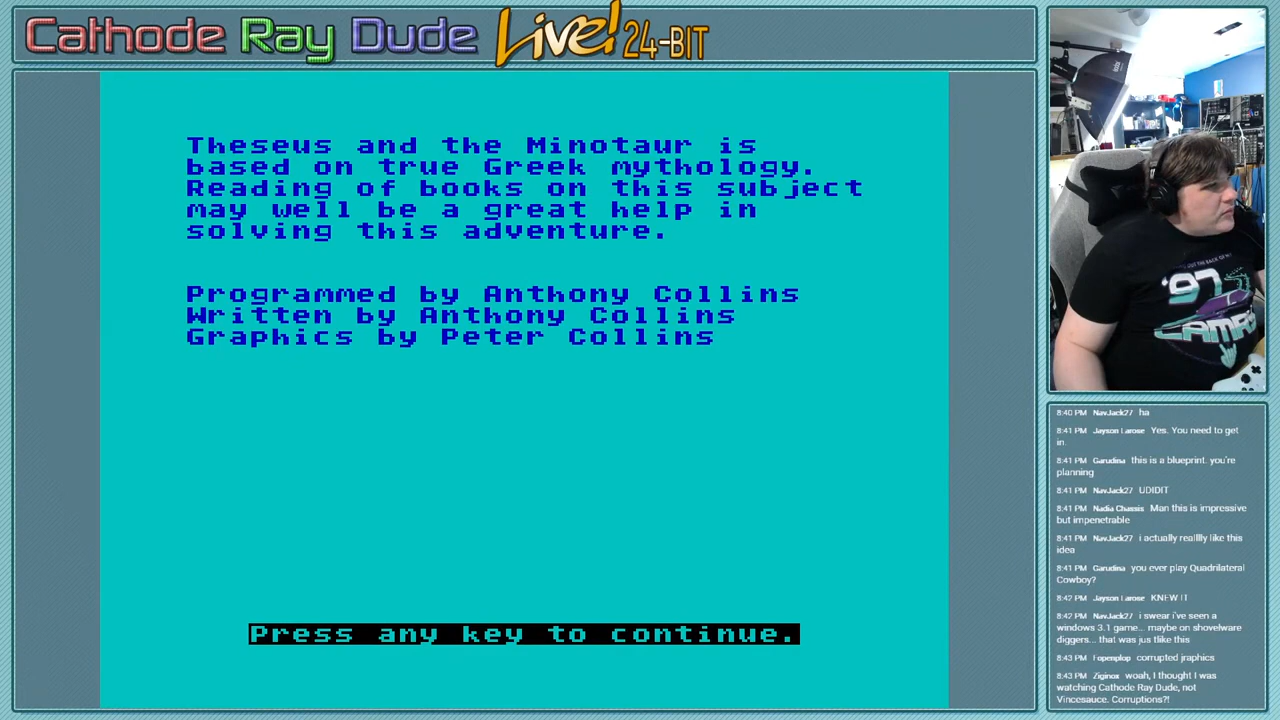 Cathode Ray Dude Live! 24-BIT
Theseus and the Minotaur is
based on true Greek mythology.
Reading of books on this subject
may well be a great help in
solving this adventure.
Programmed by Anthony Collins
Written by Anthony Collins
Graphics by Peter Collins
Press any key to continue.
'97
8:40 PM NavJack27 ha
8:41 PM Jayson Larose Yes. You need to get
in.
8:41 PM Garudina this is a blueprint. you're
planning
8:41 PM NavJack27 UDIDIT
8:41 PM Nadia Chassis Man this is impressive
but impenetrable
8:41 PM NavJack27 i actually realllly like this
idea
8:41 PM Garudina you ever play Quadrilateral
Cowboy?
8:42 PM Jayson Larose KNEW IT
8:42 PM NavJack27 i swear i've seen a
windows 3.1 game... maybe on shovelware
diggers... that was jus tlike this
8:43 PM Fopenplop corrupted jraphics
8:43 PM Ziginox woah, I thought I was
watching Cathode Ray Dude, not
Vincesauce. Corruptions?!